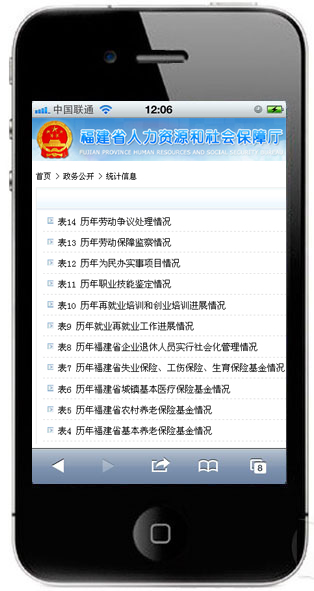 中国联通 12:06
福建省人力资源和社会保障厅
FUJIAN PROVINCE HUMAN RESOURCES AND SOCIAL SECURITY
首页 > 政务公开 > 统计信息
表14 历年劳动争议处理情况
表13 历年劳动保障监察情况
表12 历年为民办实事项目情况
表11 历年职业技能鉴定情况
表10 历年再就业培训和创业培训进展情况
表9 历年就业再就业工作进展情况
表8 历年福建省企业退休人员实行社会化管理情况
表7 历年福建省失业保险、工伤保险、生育保险基金情况
表6 历年福建省城镇基本医疗保险基金情况
表5 历年福建省农村养老保险基金情况
表4 历年福建省基本养老保险基金情况
8